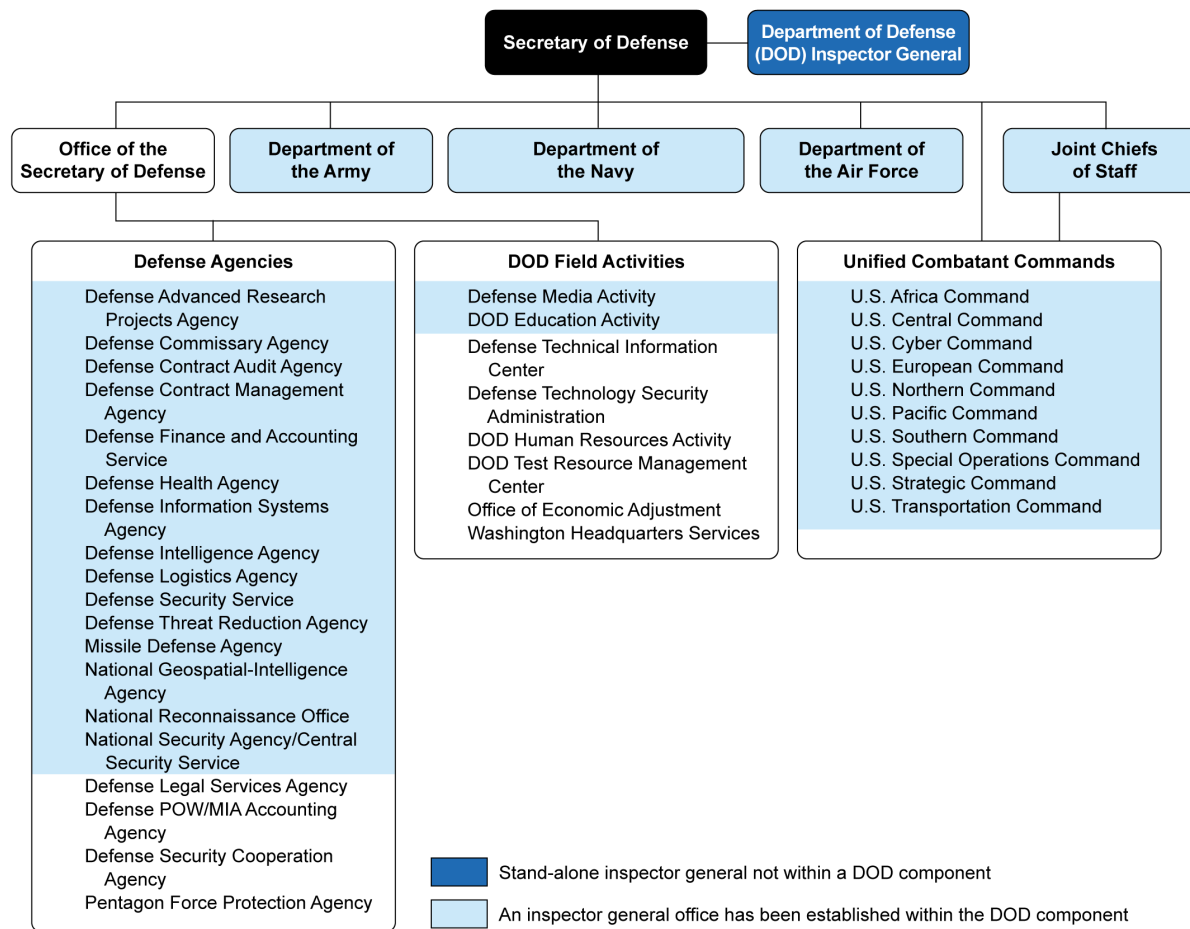 Secretary of Defense
Department of Defense
(DOD) Inspector General
Office of the
Secretary of Defense
Department of
the Army
Department of
the Navy
Department of
the Air Force
Joint Chiefs
of Staff
Defense Agencies
Defense Advanced Research
Projects Agency
Defense Commissary Agency
Defense Contract Audit Agency
Defense Contract Management
Agency
Defense Finance and Accounting
Service
Defense Health Agency
Defense Information Systems
Agency
Defense Intelligence Agency
Defense Logistics Agency
Defense Security Service
Defense Threat Reduction Agency
Missile Defense Agency
National Geospatial-Intelligence
Agency
National Reconnaissance Office
National Security Agency/Central
Security Service
Defense Legal Services Agency
Defense POW/MIA Accounting
Agency
Defense Security Cooperation
Agency
Pentagon Force Protection Agency
DOD Field Activities
Defense Media Activity
DOD Education Activity
Defense Technical Information
Center
Defense Technology Security
Administration
DOD Human Resources Activity
DOD Test Resource Management
Center
Office of Economic Adjustment
Washington Headquarters Services
Unified Combatant Commands
U.S. Africa Command
U.S. Central Command
U.S. Cyber Command
U.S. European Command
U.S. Northern Command
U.S. Pacific Command
U.S. Southern Command
U.S. Special Operations Command
U.S. Strategic Command
U.S. Transportation Command
Stand-alone inspector general not within a DOD component
An inspector general office has been established within the DOD component